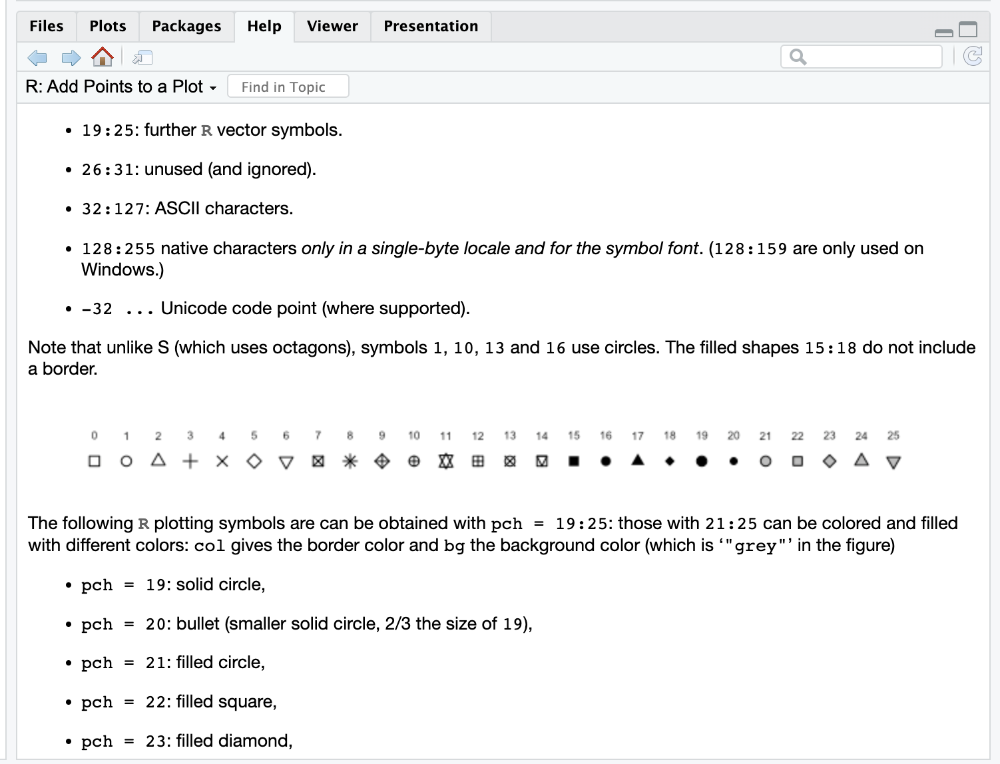 Files Plots Packages Help Viewer Presentation
R: Add Points to a Plot Find in Topic
• 19:25: further R vector symbols.
• 26:31: unused (and ignored).
• 32:127: ASCII characters.
• 128:255 native characters only in a single-byte locale and for the symbol font. (128:159 are only used on
Windows.)
• -32 ... Unicode code point (where supported).
Note that unlike S (which uses octagons), symbols 1, 10, 13 and 16 use circles. The filled shapes 15:18 do not include
a border.
0 1 2 3 4 5 6 7 8 9 10 11 12 13 14 15 16 17 18 19 20 21 22 23 24 25
The following R plotting symbols are can be obtained with pch = 19:25: those with 21:25 can be colored and filled
with different colors: col gives the border color and bg the background color (which is ‘"grey"’ in the figure)
• pch = 19: solid circle,
• pch = 20: bullet (smaller solid circle, 2/3 the size of 19),
• pch = 21: filled circle,
• pch = 22: filled square,
• pch = 23: filled diamond,